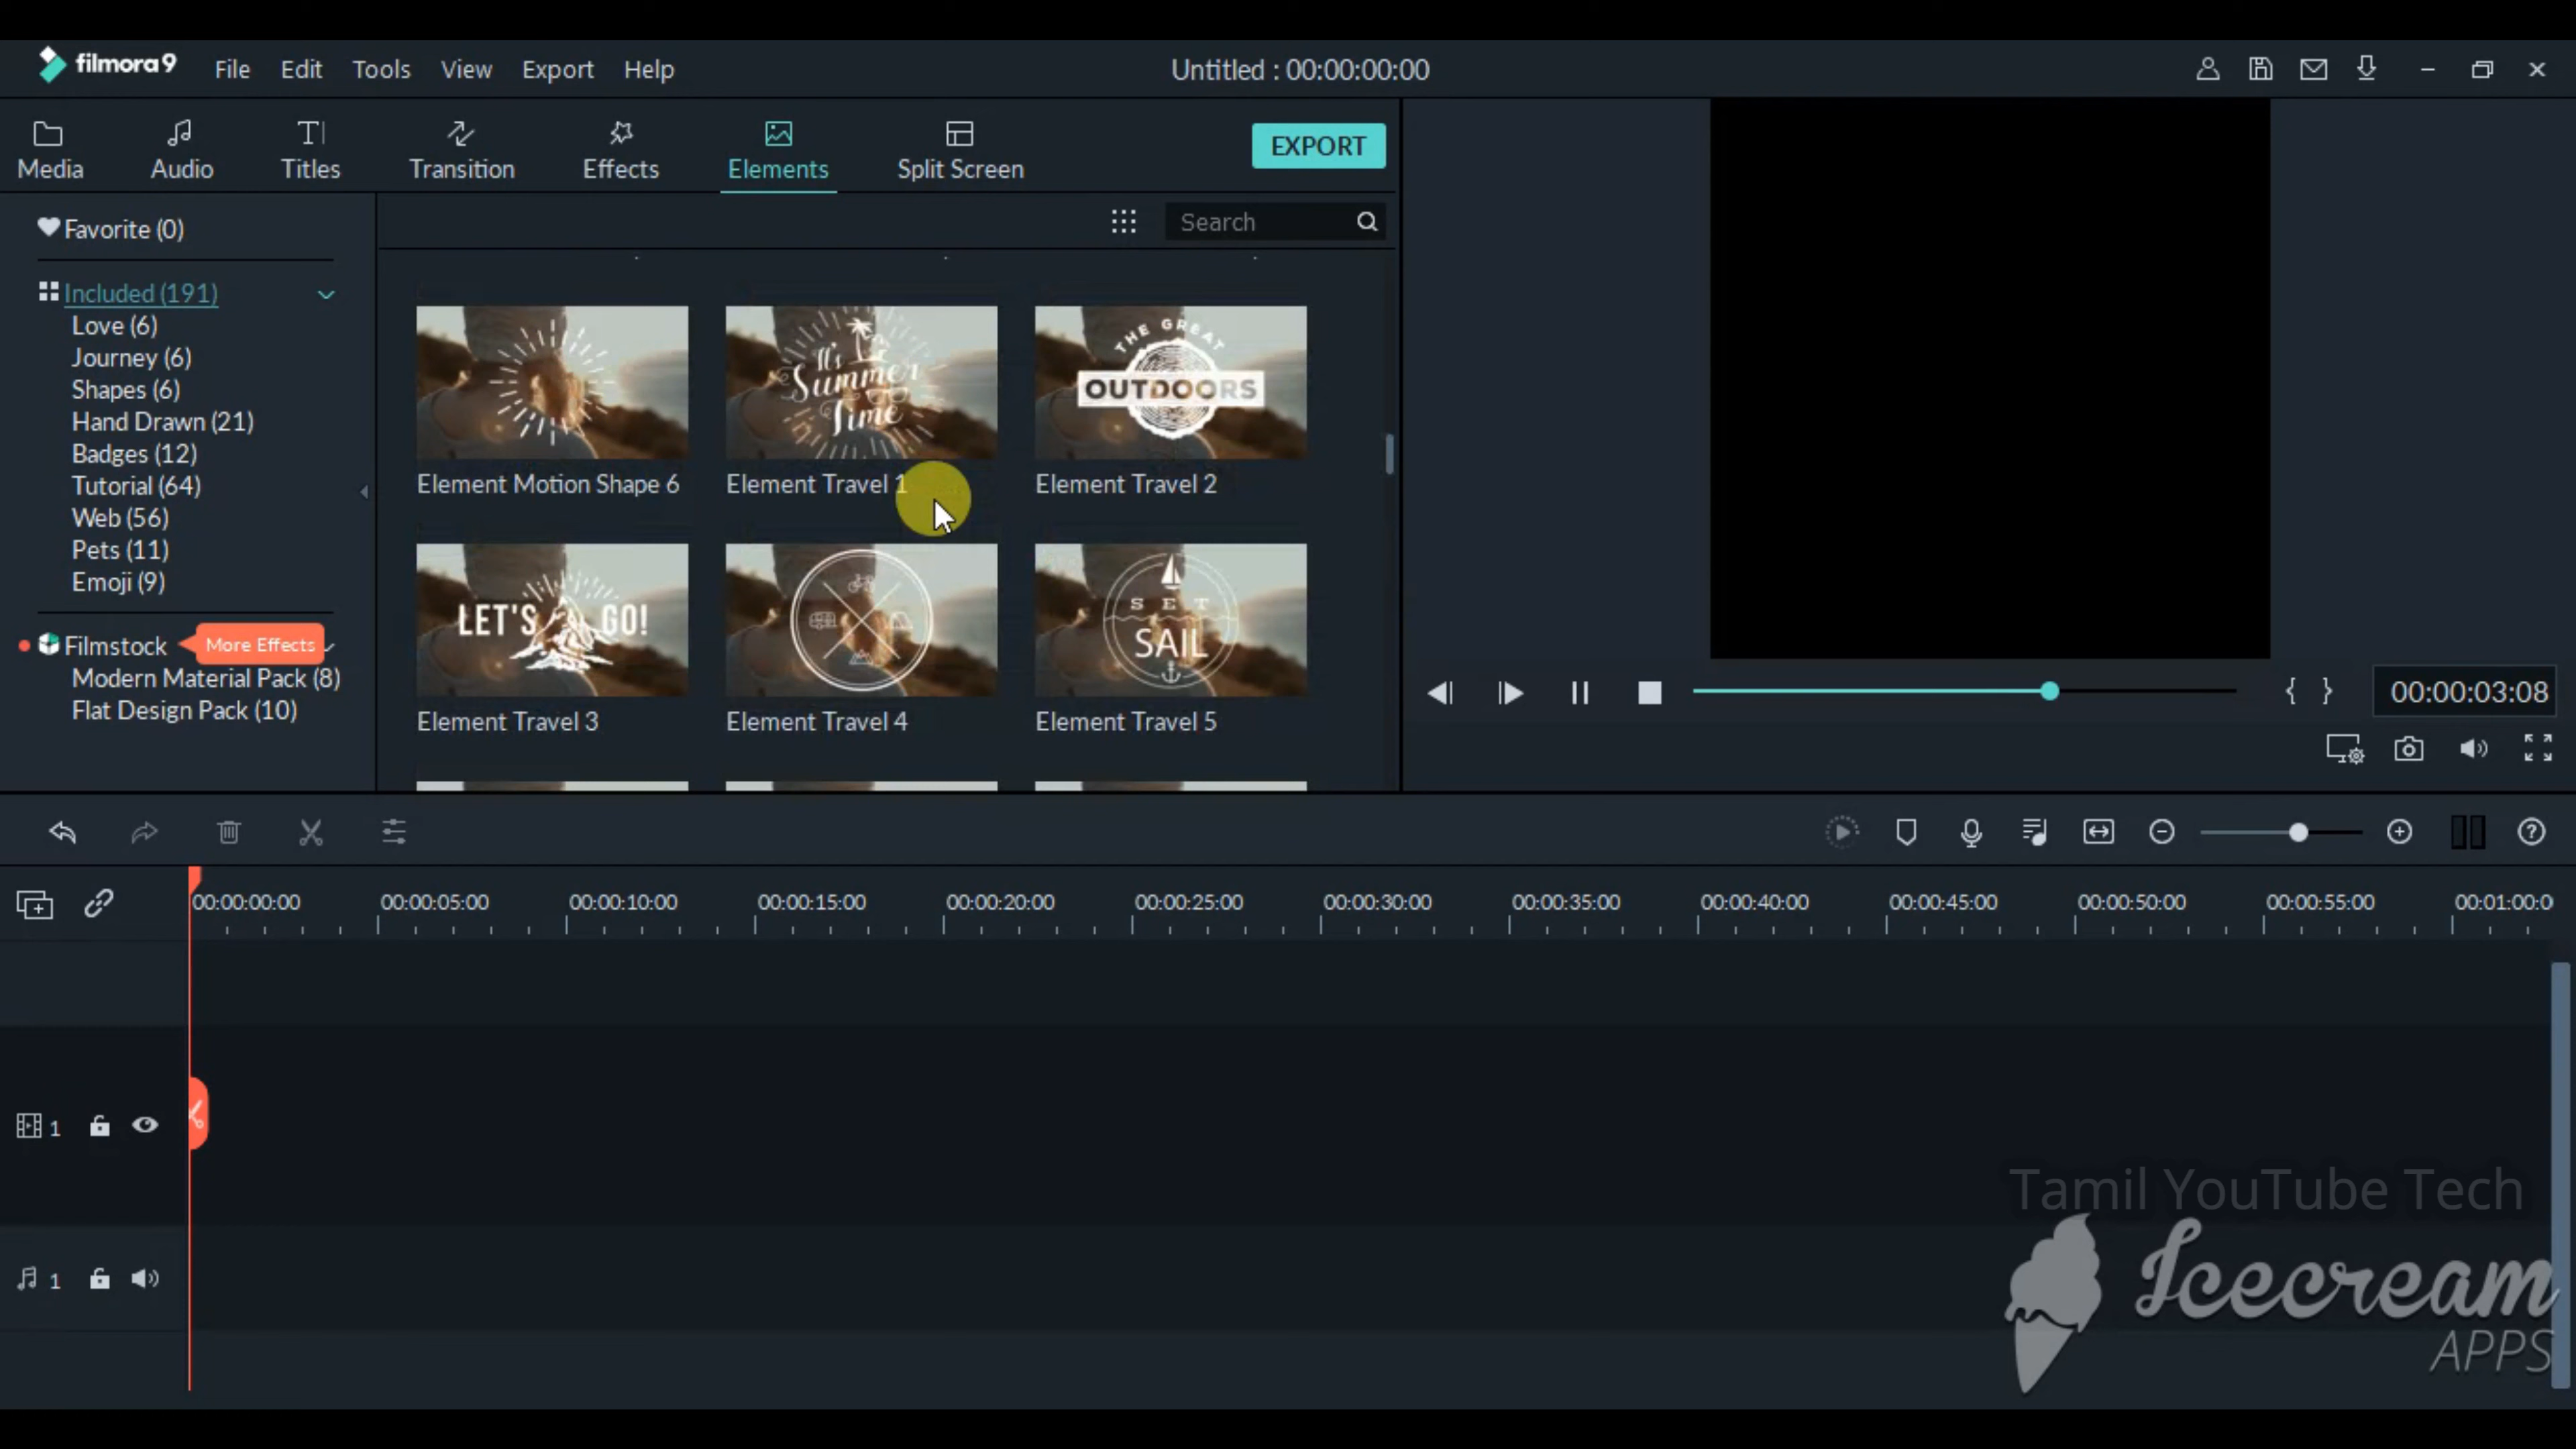 filmora9 File Edit Tools View Export Help Untitled : 00:00:00:00
Media Audio Titles Transition Effects Elements Split Screen EXPORT
Search
Favorite (0)
Included (191)
Love (6)
Journey (6)
Shapes (6)
Hand Drawn (21)
Badges (12)
Tutorial (64)
Web (56)
Pets (11)
Emoji (9)
Filmstock More Effects
Modern Material Pack (8)
Flat Design Pack (10)
It's
Summer
Time
THE GREAT
OUTDOORS
Element Motion Shape 6 Element Travel 1 Element Travel 2
LET'S GO!
SET
SAIL
Element Travel 3 Element Travel 4 Element Travel 5
{ } 00:00:03:08
00:00:00:00 00:00:05:00 00:00:10:00 00:00:15:00 00:00:20:00 00:00:25:00 00:00:30:00 00:00:35:00 00:00:40:00 00:00:45:00 00:00:50:00 00:00:55:00 00:01:00:0
1
1
Tamil YouTube Tech
Icecream
APPS